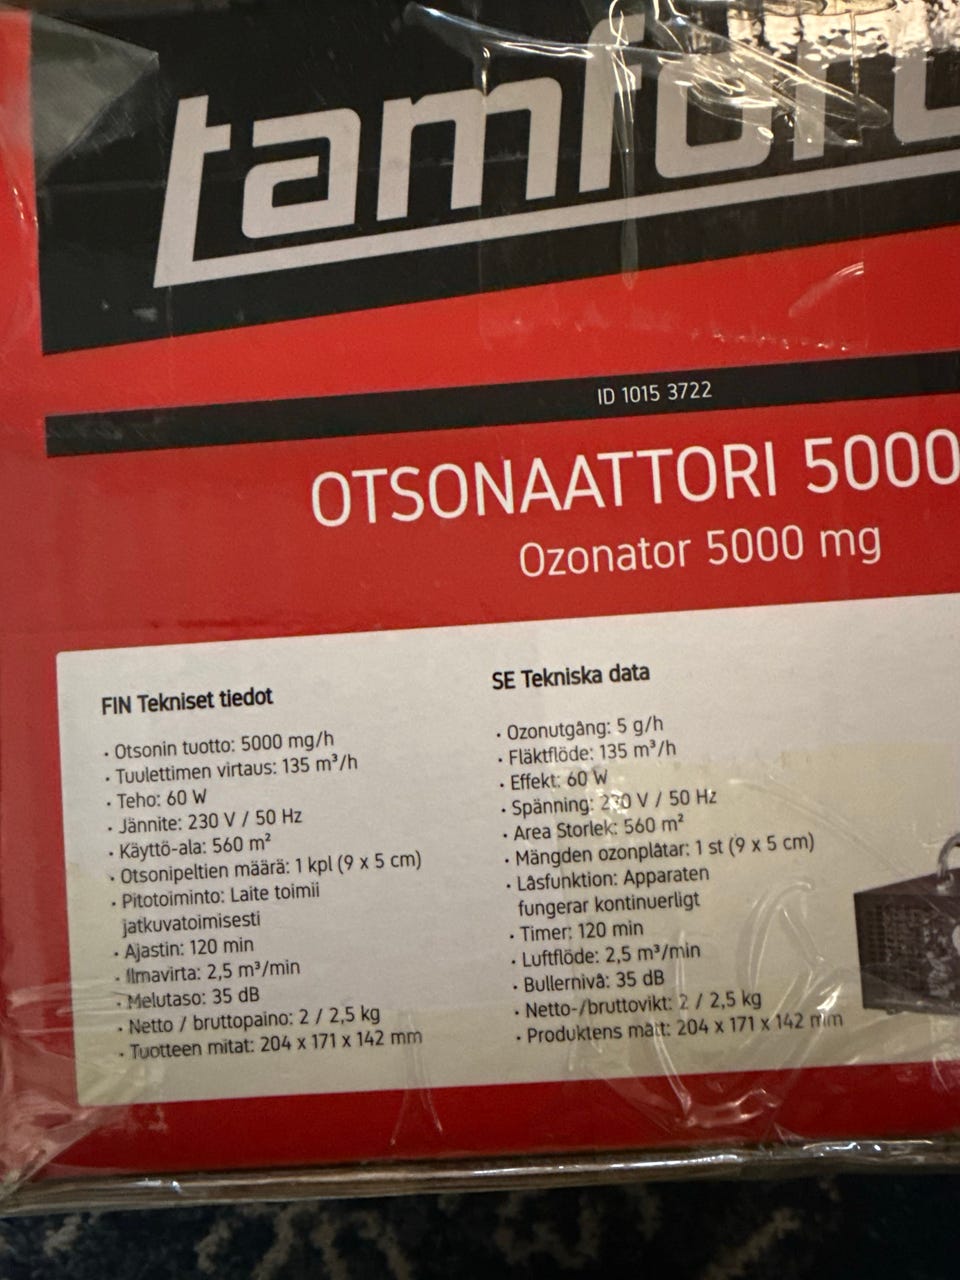 tamforc
ID 1015 3722
OTSONAATTORI 5000
Ozonator 5000 mg
FIN Tekniset tiedot
· Otsonin tuotto: 5000 mg/h
· Tuulettimen virtaus: 135 m³/h
· Teho: 60 W
· Jännite: 230 V / 50 Hz
· Käyttö-ala: 560 m²
· Otsonipeltien määrä: 1 kpl (9 x 5 cm)
· Pitotoiminto: Laite toimii
jatkuvatoimisesti
· Ajastin: 120 min
· Ilmavirta: 2,5 m³/min
· Melutaso: 35 dB
· Netto / bruttopaino: 2 / 2,5 kg
· Tuotteen mitat: 204 x 171 x 142 mm
SE Tekniska data
· Ozonutgång: 5 g/h
· Fläktflöde: 135 m³/h
· Effekt: 60 W
· Spänning: 230 V / 50 Hz
· Area Storlek: 560 m²
· Mängden ozonplåtar: 1 st (9 x 5 cm)
· Låsfunktion: Apparaten
fungerar kontinuerligt
· Timer: 120 min
· Luftflöde: 2,5 m³/min
· Bullernivå: 35 dB
· Netto-/bruttovikt: 2 / 2,5 kg
· Produktens mått: 204 x 171 x 142 mm